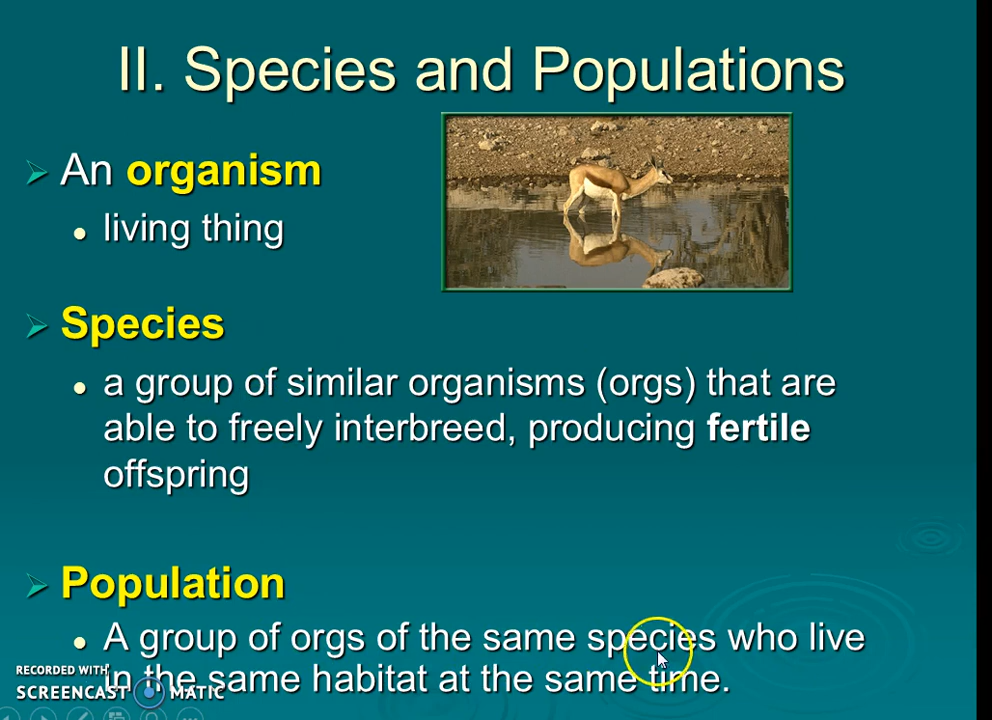 II. Species and Populations
An organism
living thing
Species
a group of similar organisms (orgs) that are
able to freely interbreed, producing fertile
offspring
Population
A group of orgs of the same species who live
in the same habitat at the same time.
RECORDED WITH
SCREENCAST MATIC